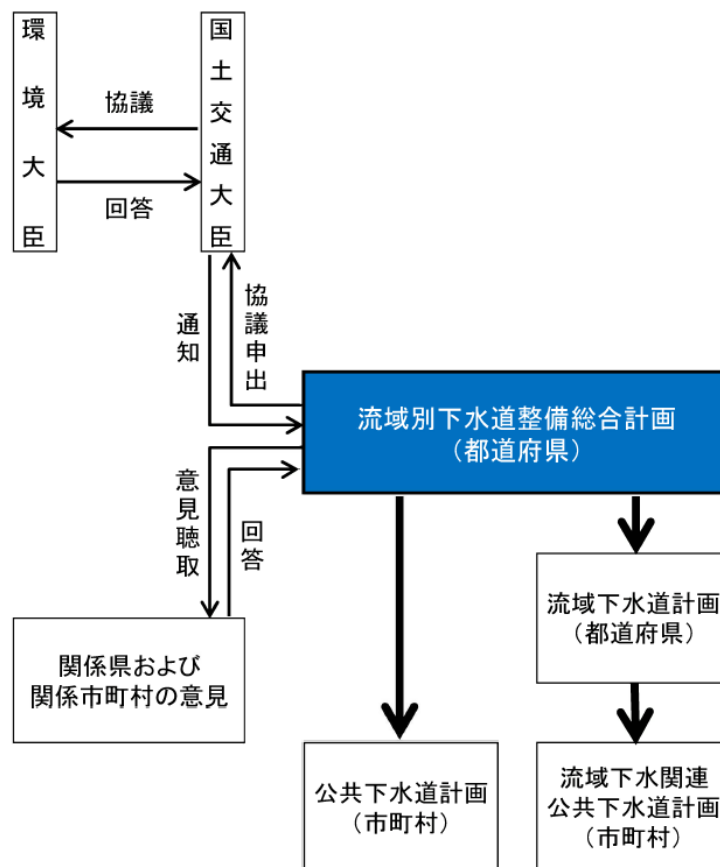 環境大臣
国土交通大臣
協議
回答
通知
協議申出
流域別下水道整備総合計画
（都道府県）
意見聴取
回答
関係県および
関係市町村の意見
流域下水道計画
（都道府県）
公共下水道計画
（市町村）
流域下水関連
公共下水道計画
（市町村）